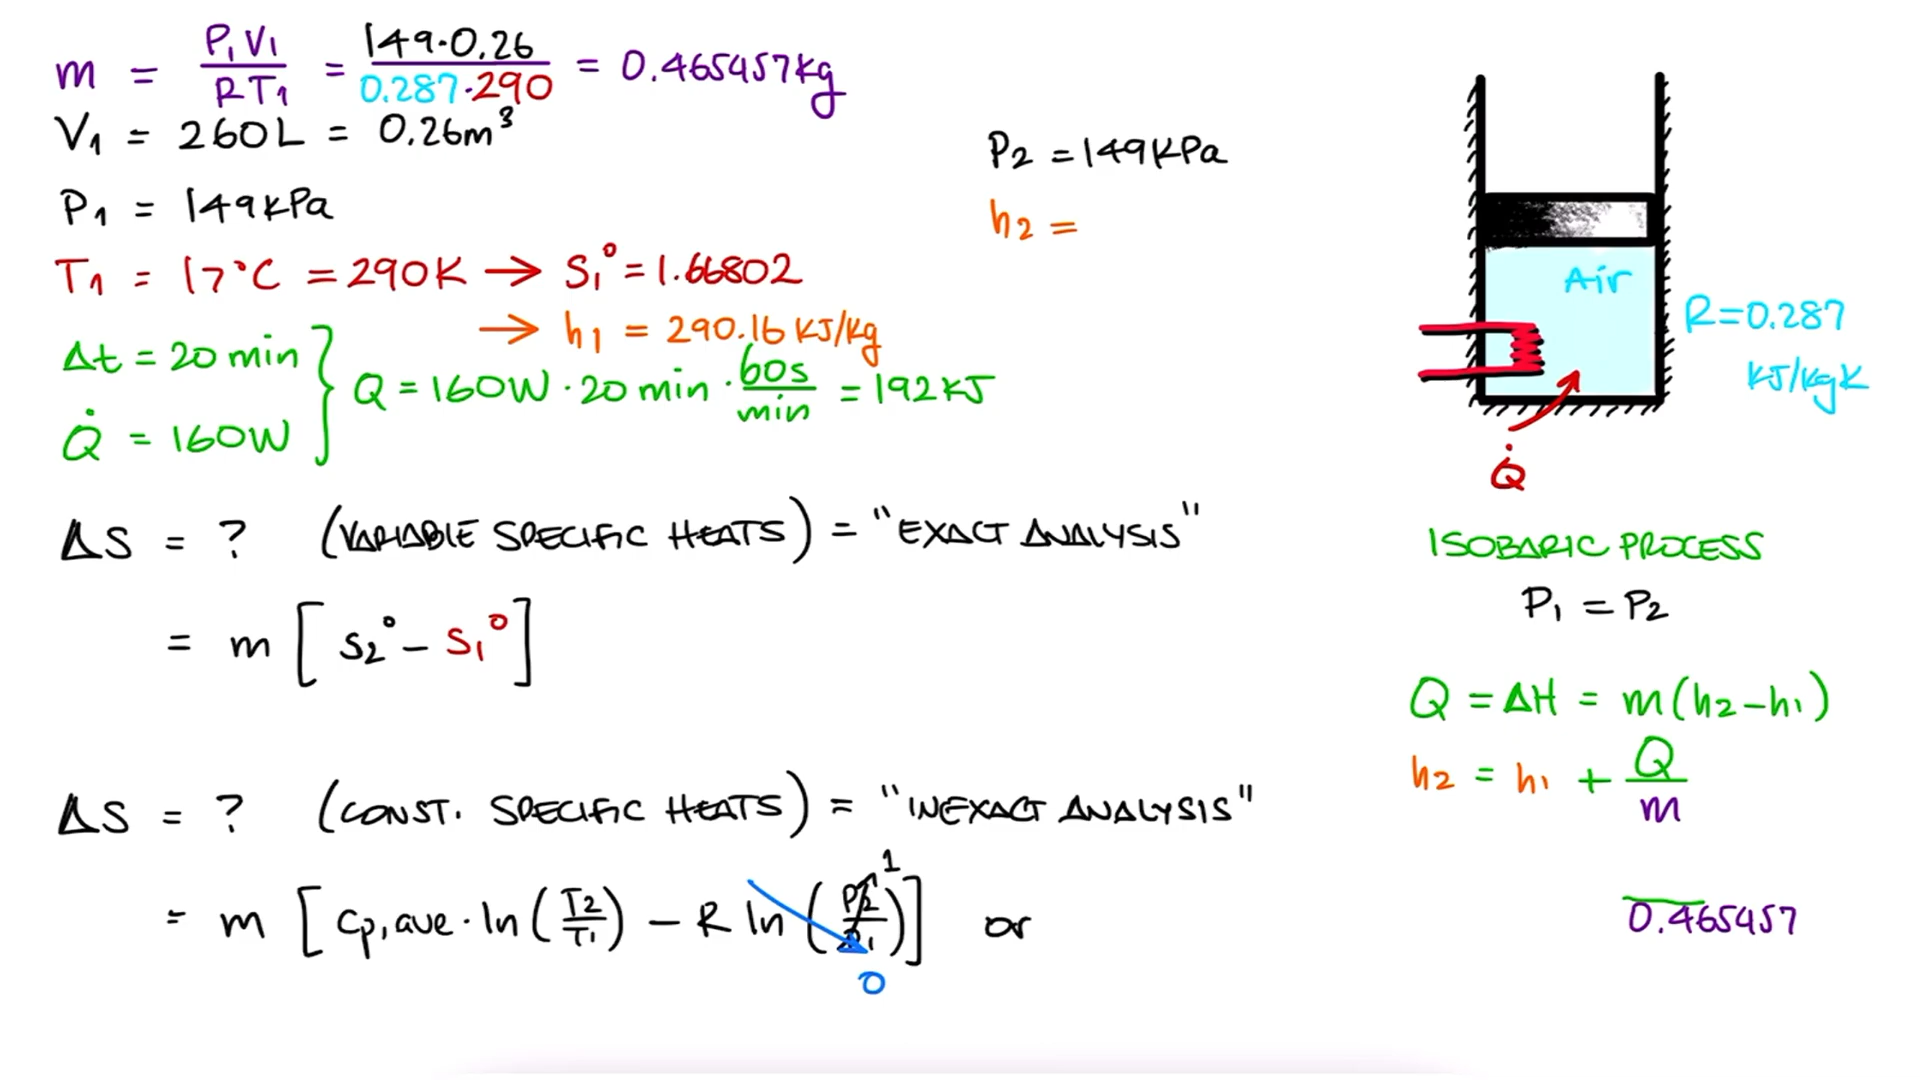 m = P₁V₁ / RT₁ = 149·0.26 / 0.287·290 = 0.465457kg
V₁ = 260L = 0.26m³
P₁ = 149kPa
T₁ = 17°C = 290K → S₁° = 1.66802
→ h₁ = 290.16 KJ/kg
Δt = 20 min
Q̇ = 160W
Q = 160W · 20 min · 60s / min = 192KJ
P₂ = 149KPa
h₂ =
Air
R = 0.287
KJ/kgK
Q̇
ΔS = ? (VARIABLE SPECIFIC HEATS) = "EXACT ANALYSIS"
= m [ S₂° - S₁° ]
ΔS = ? (CONST. SPECIFIC HEATS) = "INEXACT ANALYSIS"
= m [ Cp,ave · ln (T₂/T₁) - R ln (P₂/P₁) ] or
1
0
ISOBARIC PROCESS
P₁ = P₂
Q = ΔH = m(h₂-h₁)
h₂ = h₁ + Q / m
0.465457